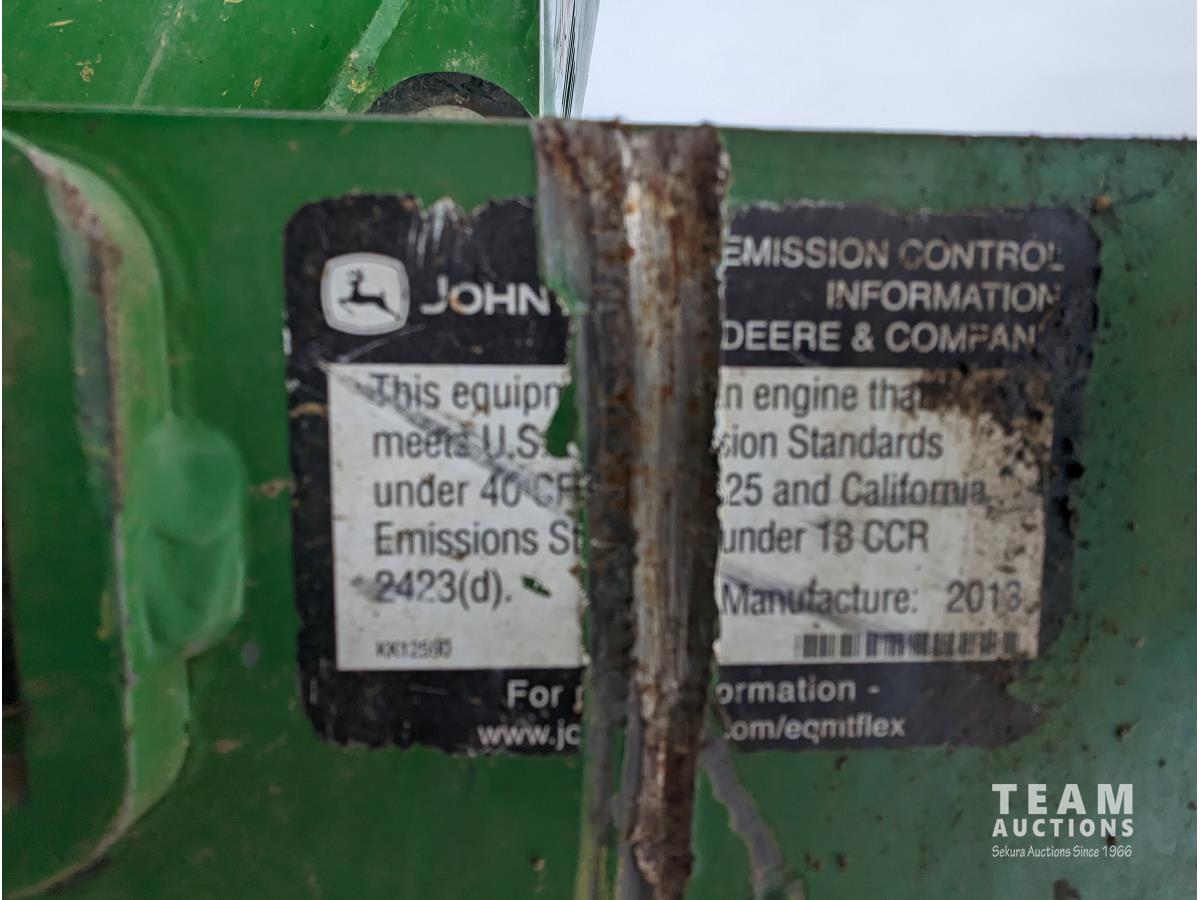 JOHN
EMISSION CONTROL
INFORMATION
DEERE & COMPAN
This equipm n engine tha
meets U.S. sion Standards
under 40 CF 25 and California
Emissions St under 13 CCR
2423(d).
Manufacture: 2013
KK12590
For ormation -
www.jo .com/eqmtflex
TEAM
AUCTIONS
Sekura Auctions Since 1966